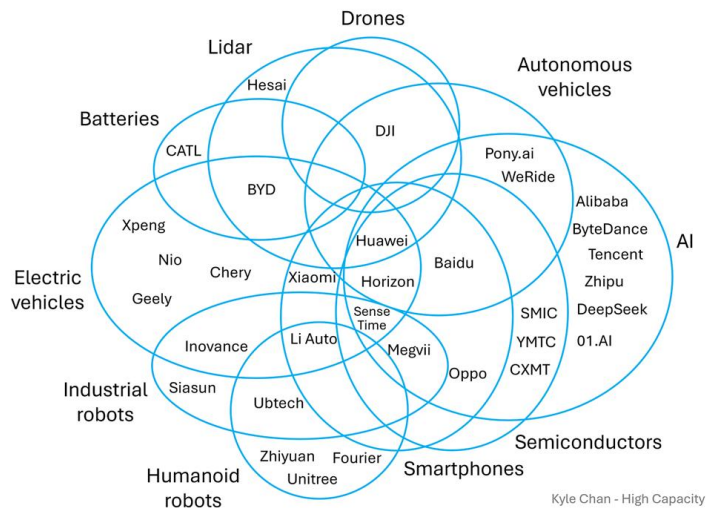 Drones
Lidar
Autonomous
vehicles
Hesai
Batteries
DJI
CATL
Pony.ai
WeRide
BYD
Alibaba
Xpeng
ByteDance
Huawei
AI
Tencent
Nio
Baidu
Chery
Xiaomi
Horizon
Zhipu
Electric
vehicles
Geely
DeepSeek
Sense
Time
SMIC
Li Auto
YMTC
01.AI
Inovance
Megvii
CXMT
Oppo
Siasun
Industrial
robots
Ubtech
Semiconductors
Zhiyuan
Fourier
Smartphones
Unitree
Humanoid
robots
Kyle Chan - High Capacity